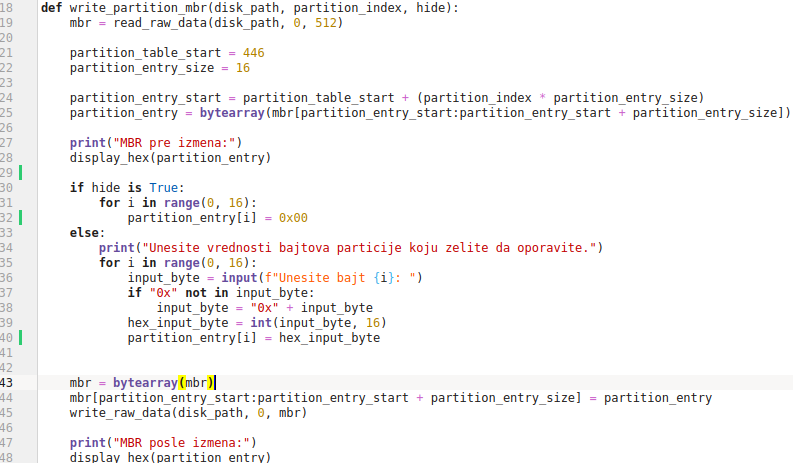 18 def write_partition_mbr(disk_path, partition_index, hide):
19     mbr = read_raw_data(disk_path, 0, 512)
20
21     partition_table_start = 446
22     partition_entry_size = 16
23
24     partition_entry_start = partition_table_start + (partition_index * partition_entry_size)
25     partition_entry = bytearray(mbr[partition_entry_start:partition_entry_start + partition_entry_size])
26
27     print("MBR pre izmena:")
28     display_hex(partition_entry)
29
30     if hide is True:
31         for i in range(0, 16):
32             partition_entry[i] = 0x00
33     else:
34         print("Unesite vrednosti bajtova particije koju zelite da oporavite.")
35         for i in range(0, 16):
36             input_byte = input(f"Unesite bajt {i}: ")
37             if "0x" not in input_byte:
38                 input_byte = "0x" + input_byte
39             hex_input_byte = int(input_byte, 16)
40             partition_entry[i] = hex_input_byte
41
42
43     mbr = bytearray(mbr)
44     mbr[partition_entry_start:partition_entry_start + partition_entry_size] = partition_entry
45     write_raw_data(disk_path, 0, mbr)
46
47     print("MBR posle izmena:")
48     display_hex(partition_entry)